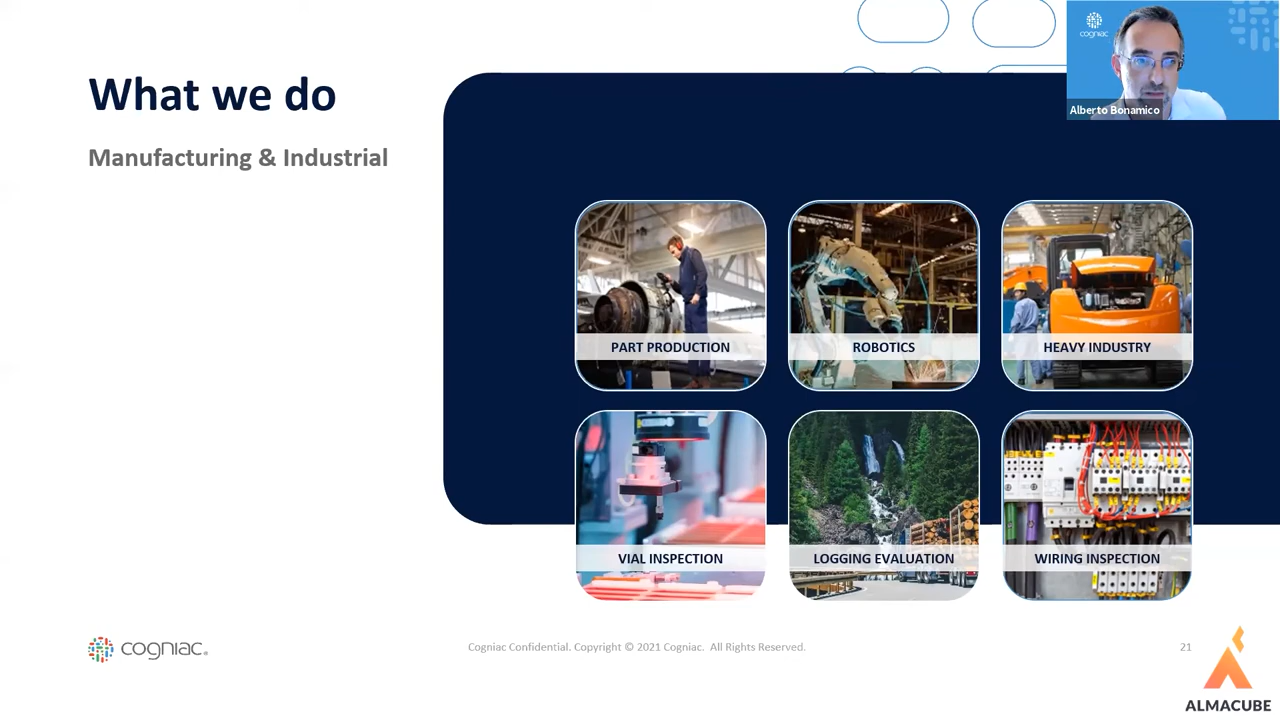 What we do
Manufacturing & Industrial
cogniac
Alberto Bonamico
PART PRODUCTION
ROBOTICS
HEAVY INDUSTRY
VIAL INSPECTION
LOGGING EVALUATION
WIRING INSPECTION
cogniac
Cogniac Confidential. Copyright © 2021 Cogniac. All Rights Reserved.
21
ALMACUBE